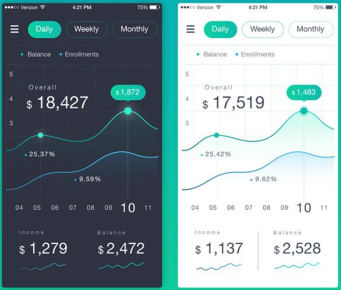 Verizon 4:21 PM 75%
Daily Weekly Monthly
Balance Enrollments
5
Overall
$ 1,872
4
$ 18,427
3
25,37%
9.59%
04 05 06 07 08 09 10 11
Income Balance
$ 1,279 $ 2,472
Verizon 4:21 PM 75%
Daily Weekly Monthly
Balance Enrollments
5
Overall
$ 1,483
4
$ 17,519
3
25,42%
9.62%
04 05 06 07 08 09 10 11
Income Balance
$ 1,137 $ 2,528